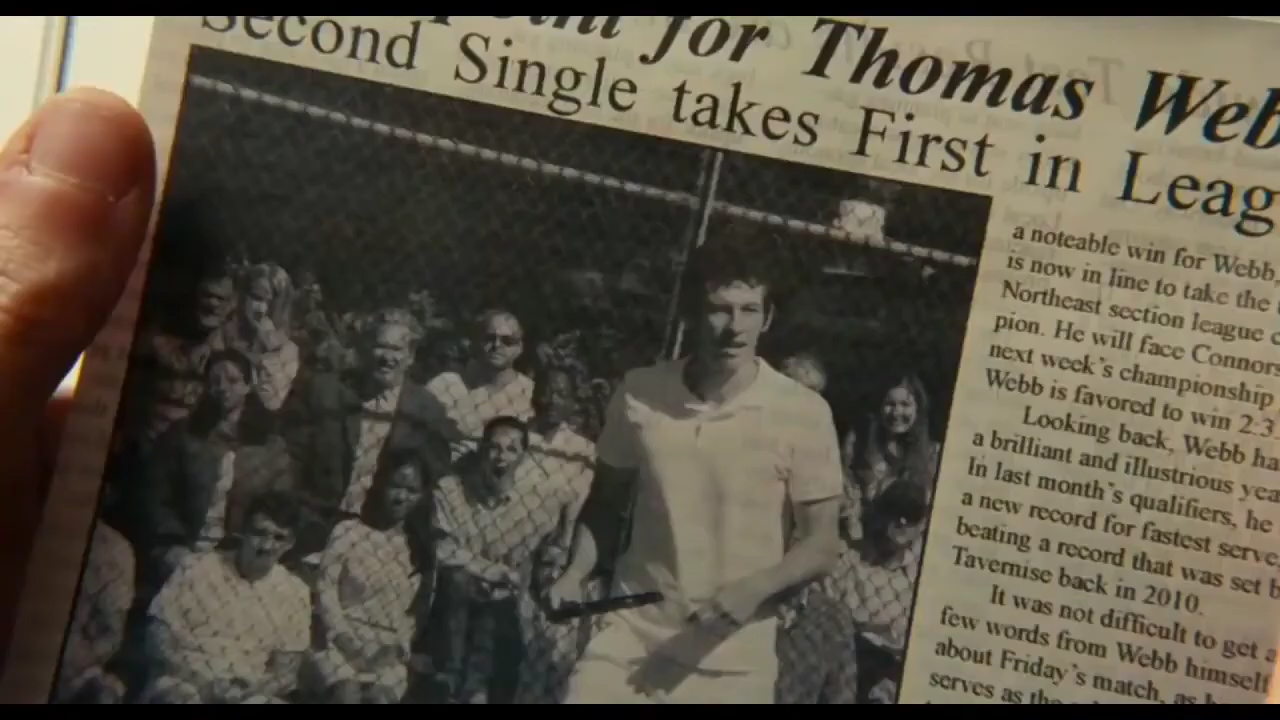 Point for Thomas Web
Second Single takes First in Leag
a noteable win for Webb,
is now in line to take the
Northeast section league c
pion. He will face Connors
next week's championship
Webb is favored to win 2:3
Looking back, Webb ha
a brilliant and illustrious yea
In last month's qualifiers, he
a new record for fastest serve,
beating a record that was set b
Tavernise back in 2010.
It was not difficult to get a
few words from Webb himself
about Friday's match, as h
serves as the